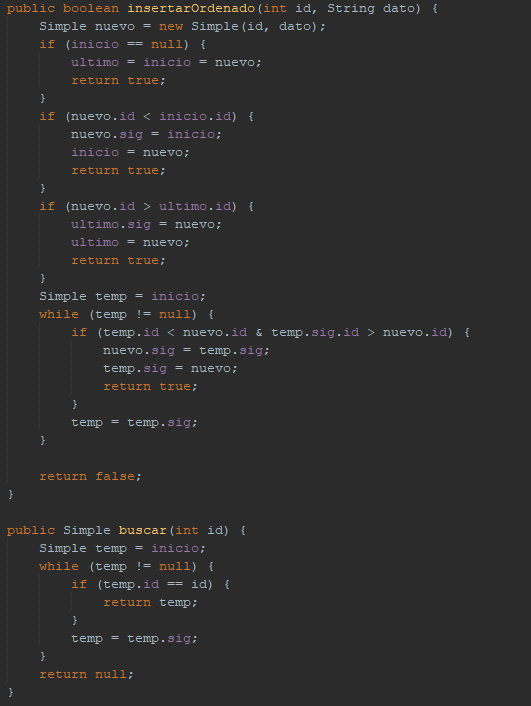 public boolean insertarOrdenado(int id, String dato) {
    Simple nuevo = new Simple(id, dato);
    if (inicio == null) {
        ultimo = inicio = nuevo;
        return true;
    }
    if (nuevo.id < inicio.id) {
        nuevo.sig = inicio;
        inicio = nuevo;
        return true;
    }
    if (nuevo.id > ultimo.id) {
        ultimo.sig = nuevo;
        ultimo = nuevo;
        return true;
    }
    Simple temp = inicio;
    while (temp != null) {
        if (temp.id < nuevo.id & temp.sig.id > nuevo.id) {
            nuevo.sig = temp.sig;
            temp.sig = nuevo;
            return true;
        }
        temp = temp.sig;
    }

    return false;
}

public Simple buscar(int id) {
    Simple temp = inicio;
    while (temp != null) {
        if (temp.id == id) {
            return temp;
        }
        temp = temp.sig;
    }
    return null;
}